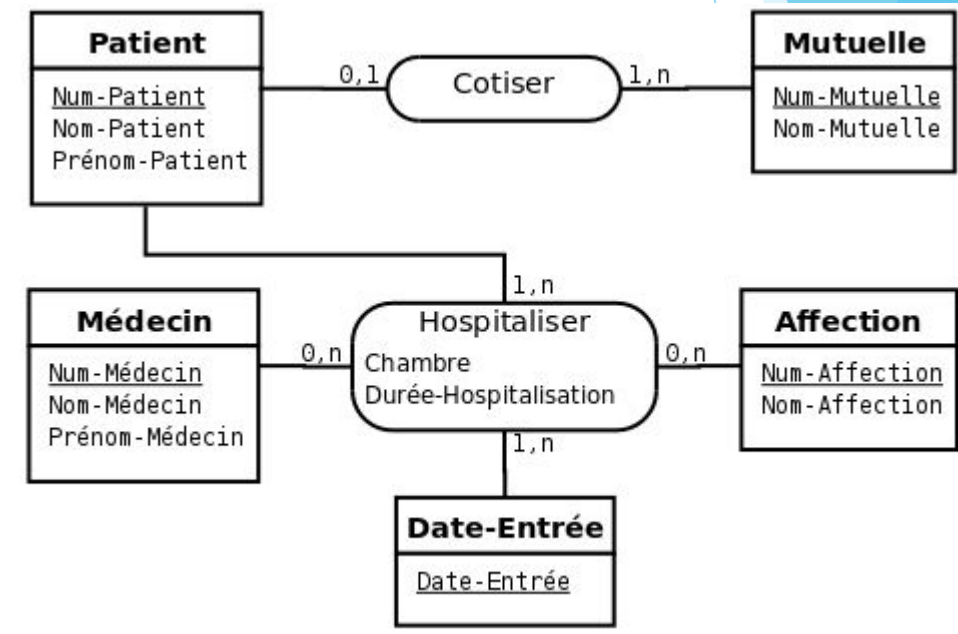 Patient
Num-Patient
Nom-Patient
Prénom-Patient
0,1
Cotiser
1,n
Mutuelle
Num-Mutuelle
Nom-Mutuelle
1,n
Médecin
Num-Médecin
Nom-Médecin
Prénom-Médecin
0,n
Hospitaliser
Chambre
Durée-Hospitalisation
0,n
Affection
Num-Affection
Nom-Affection
1,n
Date-Entrée
Date-Entrée